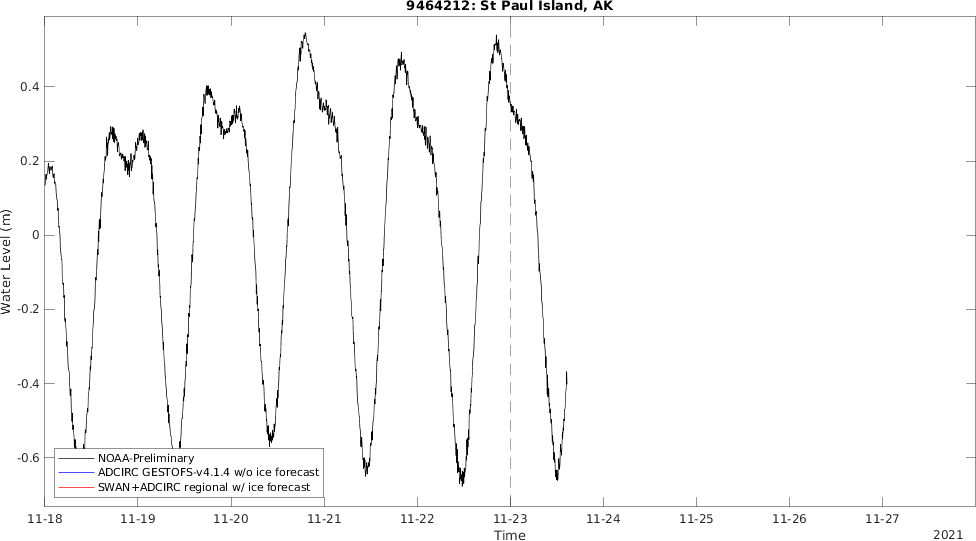 9464212: St Paul Island, AK
Water Level (m)
0.4
0.2
0
-0.2
-0.4
-0.6
NOAA-Preliminary
ADCIRC GESTOFS-v4.1.4 w/o ice forecast
SWAN+ADCIRC regional w/ ice forecast
11-18 11-19 11-20 11-21 11-22 11-23 11-24 11-25 11-26 11-27
Time
2021